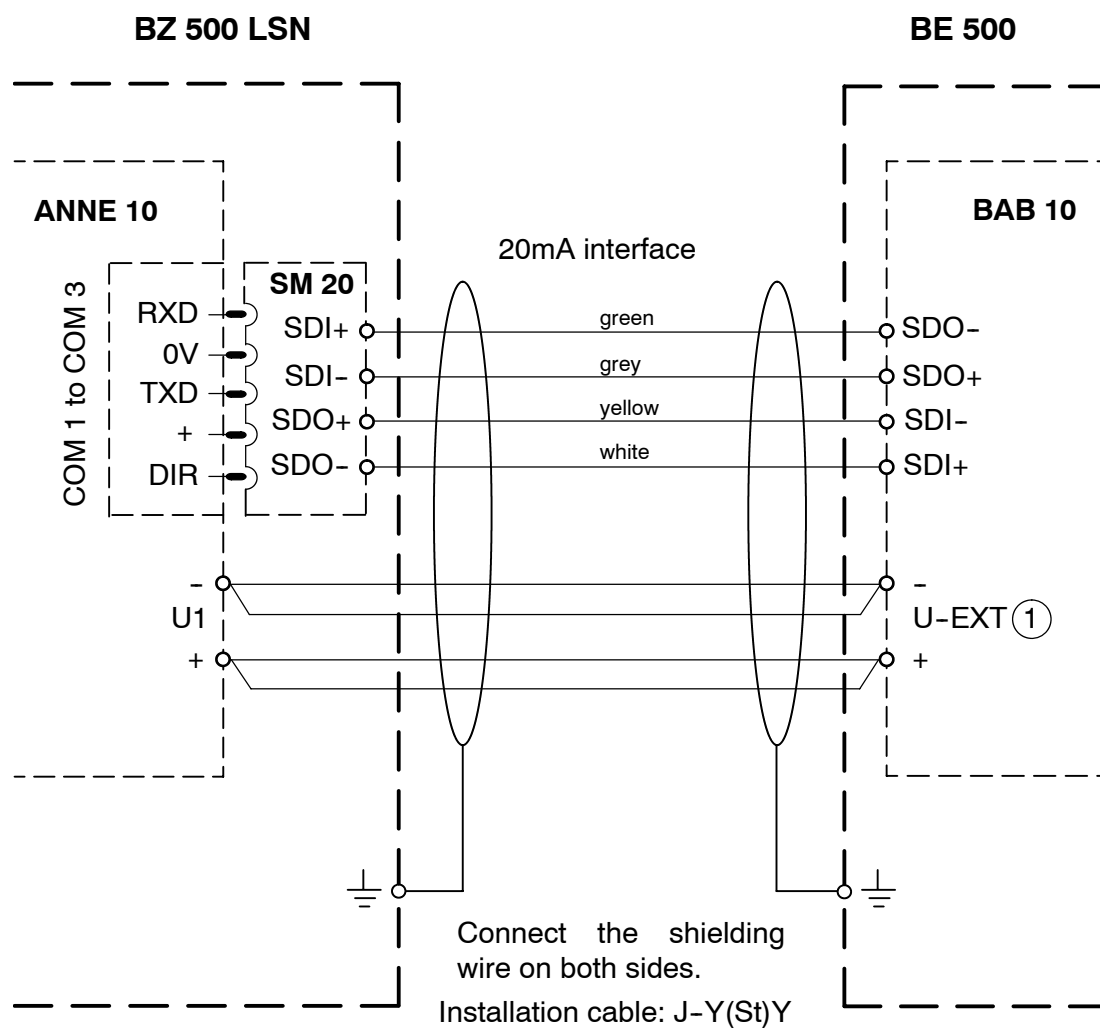 BZ 500 LSN
BE 500
ANNE 10
BAB 10
20mA interface
COM 1 to COM 3
RXD
0V
TXD
+
DIR
SM 20
SDI+
SDI-
SDO+
SDO-
green
grey
yellow
white
SDO-
SDO+
SDI-
SDI+
-
U1
+
-
U-EXT 1
+
Connect the shielding
wire on both sides.
Installation cable: J-Y(St)Y